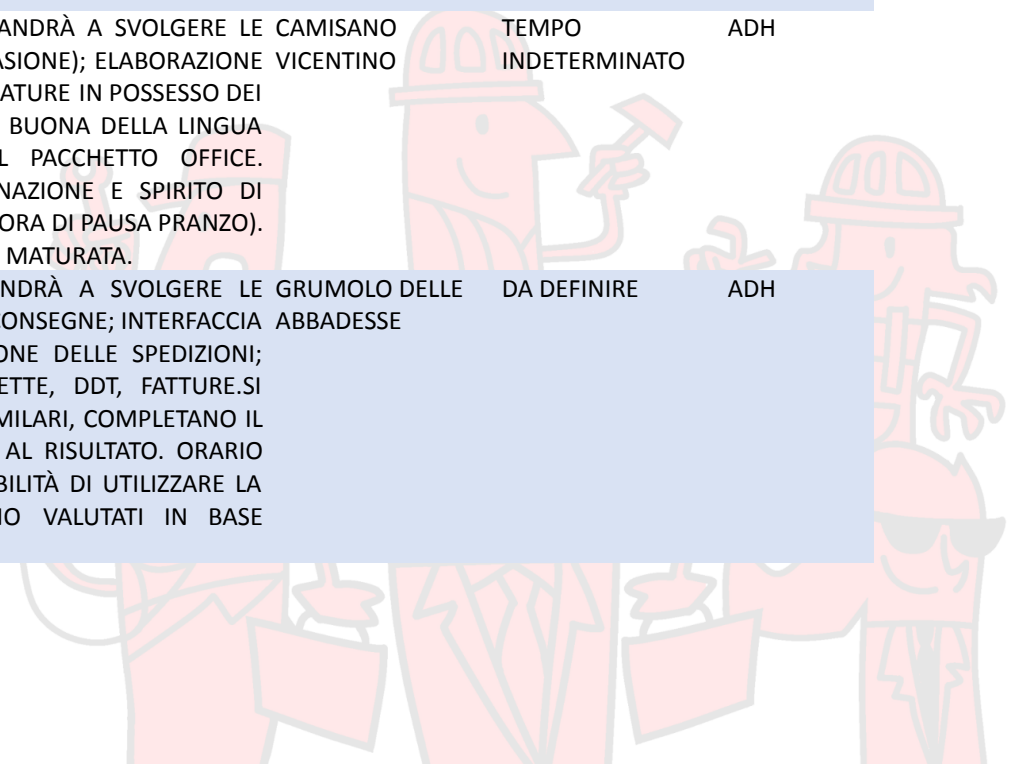 ANDRÀ A SVOLGERE LE CAMISANO TEMPO ADH
ASIONE); ELABORAZIONE VICENTINO INDETERMINATO
ATURE IN POSSESSO DEI
BUONA DELLA LINGUA
L PACCHETTO OFFICE.
NAZIONE E SPIRITO DI
ORA DI PAUSA PRANZO).
MATURATA.
NDRÀ A SVOLGERE LE GRUMOLO DELLE DA DEFINIRE ADH
CONSEGNE; INTERFACCIA ABBADESSE
ONE DELLE SPEDIZIONI;
ETTE, DDT, FATTURE.SI
MILARI, COMPLETANO IL
AL RISULTATO. ORARIO
BILITÀ DI UTILIZZARE LA
IO VALUTATI IN BASE